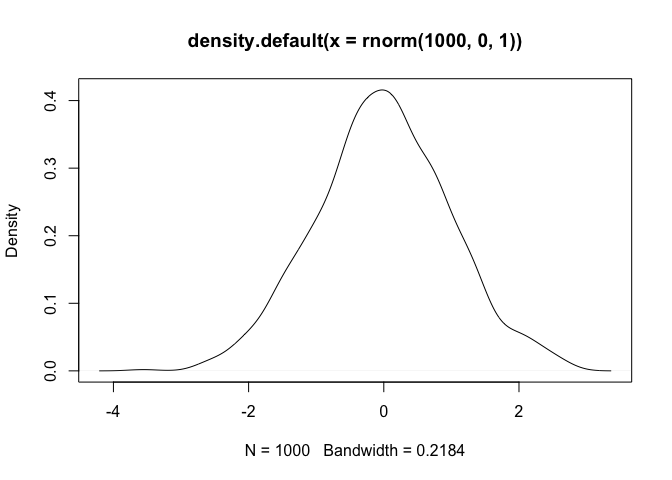 density.default(x = rnorm(1000, 0, 1))
Density
0.4
0.3
0.2
0.1
0.0
-4 -2 0 2
N = 1000 Bandwidth = 0.2184